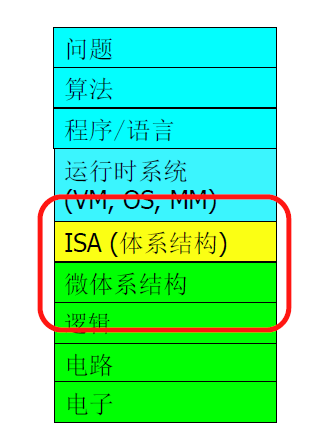 问题
算法
程序/语言
运行时系统
(VM, OS, MM)
ISA (体系结构)
微体系结构
逻辑
电路
电子